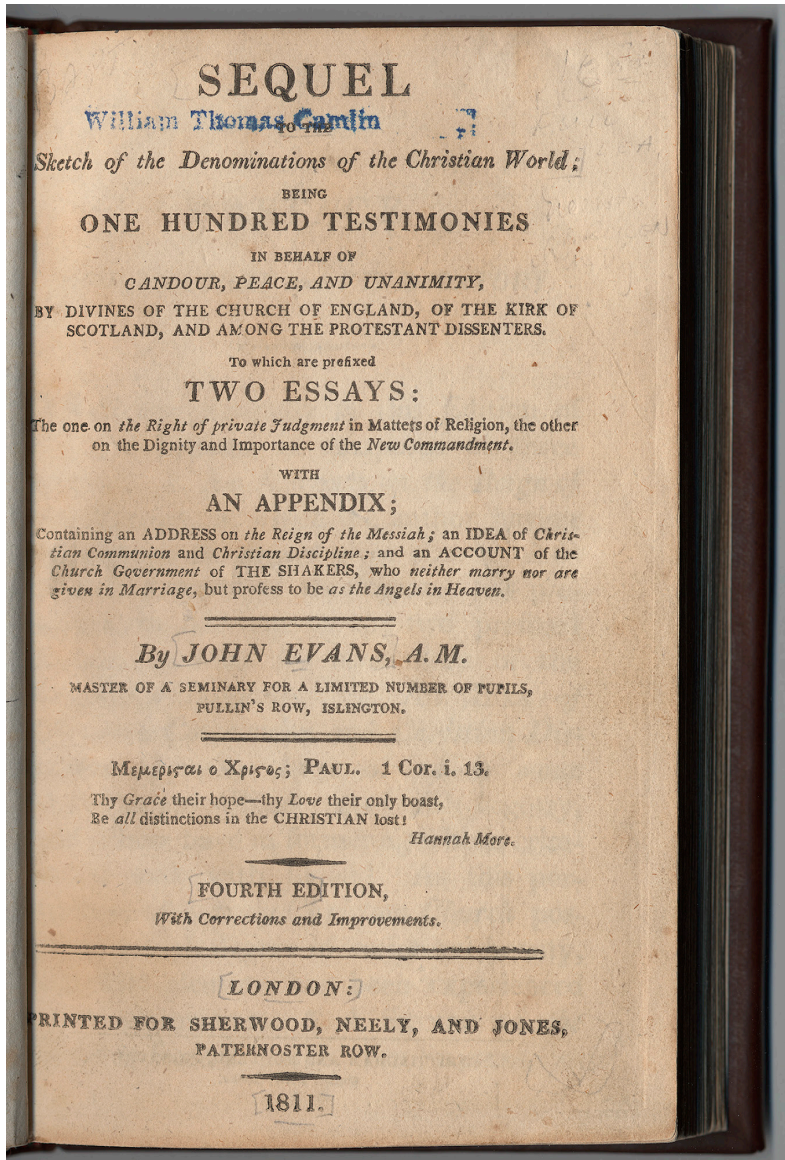 SEQUEL
William Thomas Camlin
TO THE
Sketch of the Denominations of the Christian World;
BEING
ONE HUNDRED TESTIMONIES
IN BEHALF OF
CANDOUR, PEACE, AND UNANIMITY,
BY DIVINES OF THE CHURCH OF ENGLAND, OF THE KIRK OF
SCOTLAND, AND AMONG THE PROTESTANT DISSENTERS.
To which are prefixed
TWO ESSAYS:
The one on the Right of private Judgment in Matters of Religion, the other
on the Dignity and Importance of the New Commandment.
WITH
AN APPENDIX;
Containing an ADDRESS on the Reign of the Messiah; an IDEA of Chris-
tian Communion and Christian Discipline; and an ACCOUNT of the
Church Government of THE SHAKERS, who neither marry nor are
given in Marriage, but profess to be as the Angels in Heaven.
By JOHN EVANS, A.M.
MASTER OF A SEMINARY FOR A LIMITED NUMBER OF PUPILS,
PULLIN'S ROW, ISLINGTON.
Μεμεριϛαι ο Χριϛος; PAUL. 1 Cor. i. 13.
Thy Grace their hope—thy Love their only boast,
Be all distinctions in the CHRISTIAN lost!
Hannah More.
FOURTH EDITION,
With Corrections and Improvements.
LONDON:
PRINTED FOR SHERWOOD, NEELY, AND JONES,
PATERNOSTER ROW.
1811.